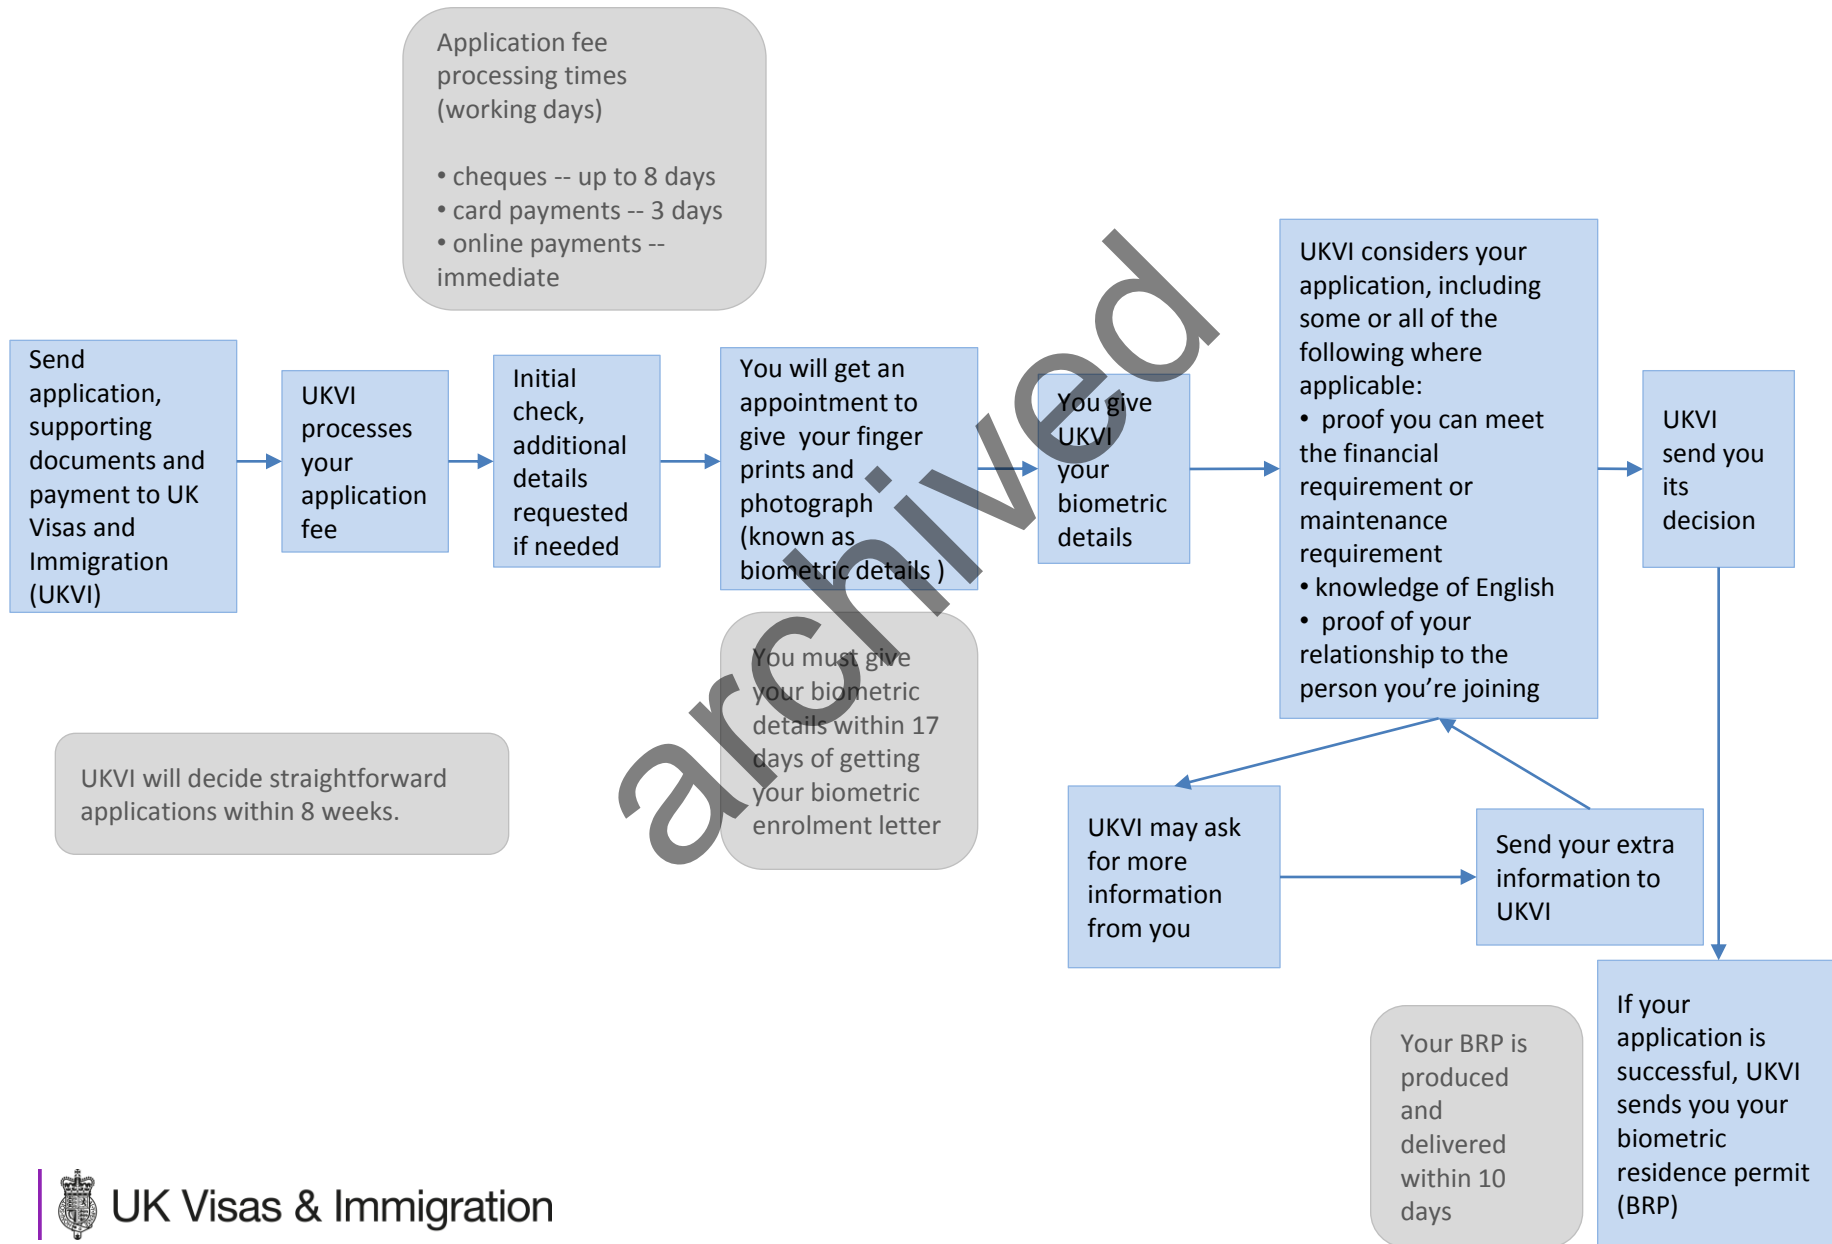 Application fee
processing times
(working days)
• cheques -- up to 8 days
• card payments -- 3 days
• online payments --
immediate
Send
application,
supporting
documents and
payment to UK
Visas and
Immigration
(UKVI)
UKVI
processes
your
application
fee
Initial
check,
additional
details
requested
if needed
You will get an
appointment to
give your finger
prints and
photograph
(known as
biometric details )
You give
UKVI
your
biometric
details
UKVI considers your
application, including
some or all of the
following where
applicable:
• proof you can meet
the financial
requirement or
maintenance
requirement
• knowledge of English
• proof of your
relationship to the
person you’re joining
UKVI
send you
its
decision
You must give
your biometric
details within 17
days of getting
your biometric
enrolment letter
UKVI will decide straightforward
applications within 8 weeks.
UKVI may ask
for more
information
from you
Send your extra
information to
UKVI
Your BRP is
produced
and
delivered
within 10
days
If your
application is
successful, UKVI
sends you your
biometric
residence permit
(BRP)
archived
UK Visas & Immigration